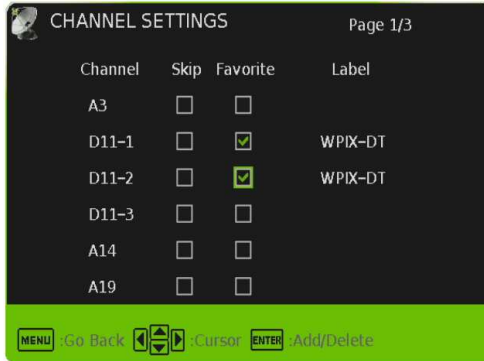 CHANNEL SETTINGS Page 1/3
Channel Skip Favorite Label
A3
D11-1 WPIX-DT
D11-2 WPIX-DT
D11-3
A14
A19
MENU :Go Back :Cursor ENTER :Add/Delete